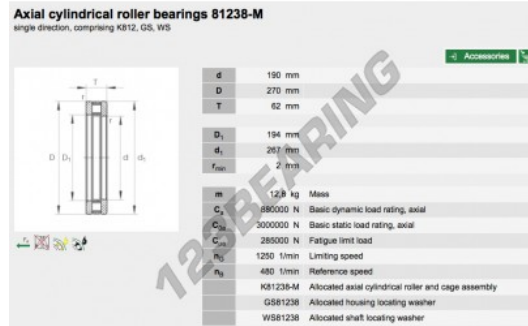 Axial cylindrical roller bearings 81238-M
single direction, comprising K812, GS, WS
Accessories
T
r
r
D D₁ d d₁
d 190 mm
D 270 mm
T 62 mm
D₁ 194 mm
d₁ 267 mm
rmin 2 mm
m 12,8 kg Mass
Ca 680000 N Basic dynamic load rating, axial
C0a 3000000 N Basic static load rating, axial
Cua 285000 N Fatigue limit load
nG 1250 1/min Limiting speed
nB 480 1/min Reference speed
K81238-M Allocated axial cylindrical roller and cage assembly
GS81238 Allocated housing locating washer
WS81238 Allocated shaft locating washer
123BEARING